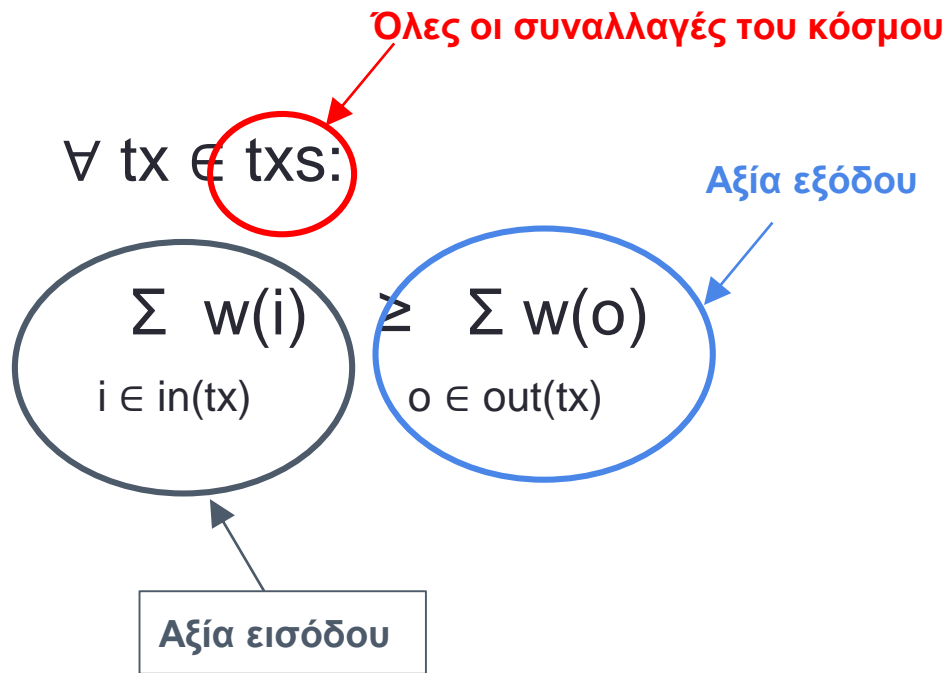 Όλες οι συναλλαγές του κόσμου
∀ tx ∈ txs:
Αξία εξόδου
Σ w(i) ≥ Σ w(o)
i ∈ in(tx) o ∈ out(tx)
Αξία εισόδου